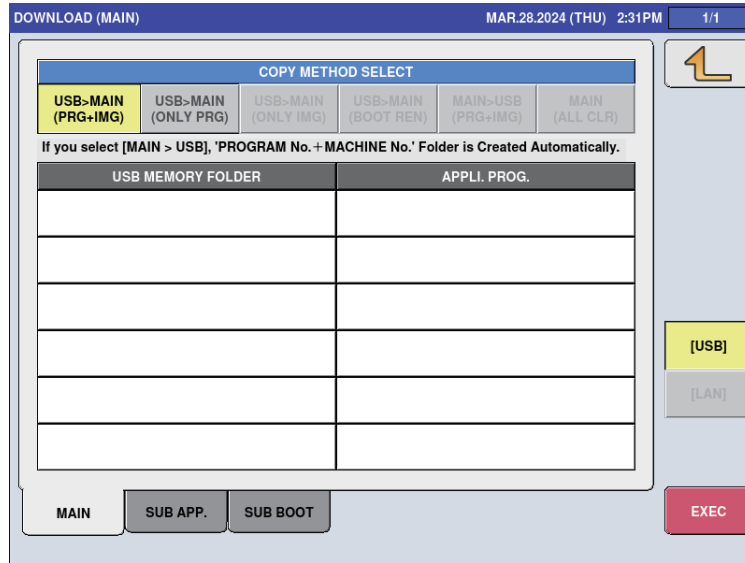 DOWNLOAD (MAIN) MAR.28.2024 (THU) 2:31PM 1/1
COPY METHOD SELECT
USB>MAIN USB>MAIN USB>MAIN USB>MAIN MAIN>USB MAIN
(PRG+IMG) (ONLY PRG) (ONLY IMG) (BOOT REN) (PRG+IMG) (ALL CLR)
If you select [MAIN > USB], 'PROGRAM No.+MACHINE No.' Folder is Created Automatically.
USB MEMORY FOLDER APPLI. PROG.
[USB]
[LAN]
MAIN SUB APP. SUB BOOT EXEC